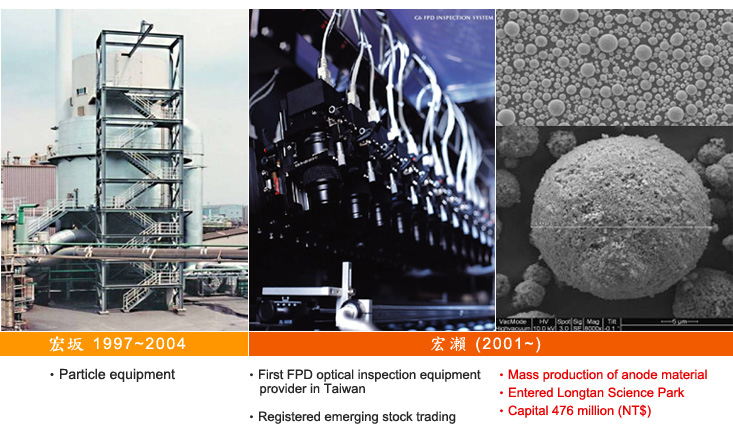 G6 FPD INSPECTION SYSTEM
VacMode HV Spot Sig Mag Tilt
Highvacuum 10.0 kV 3.0 SE 8000x -0.1 °
5 µm
宏坂 1997~2004
宏瀨 (2001~)
· Particle equipment
· First FPD optical inspection equipment
provider in Taiwan
· Registered emerging stock trading
· Mass production of anode material
· Entered Longtan Science Park
· Capital 476 million (NT$)